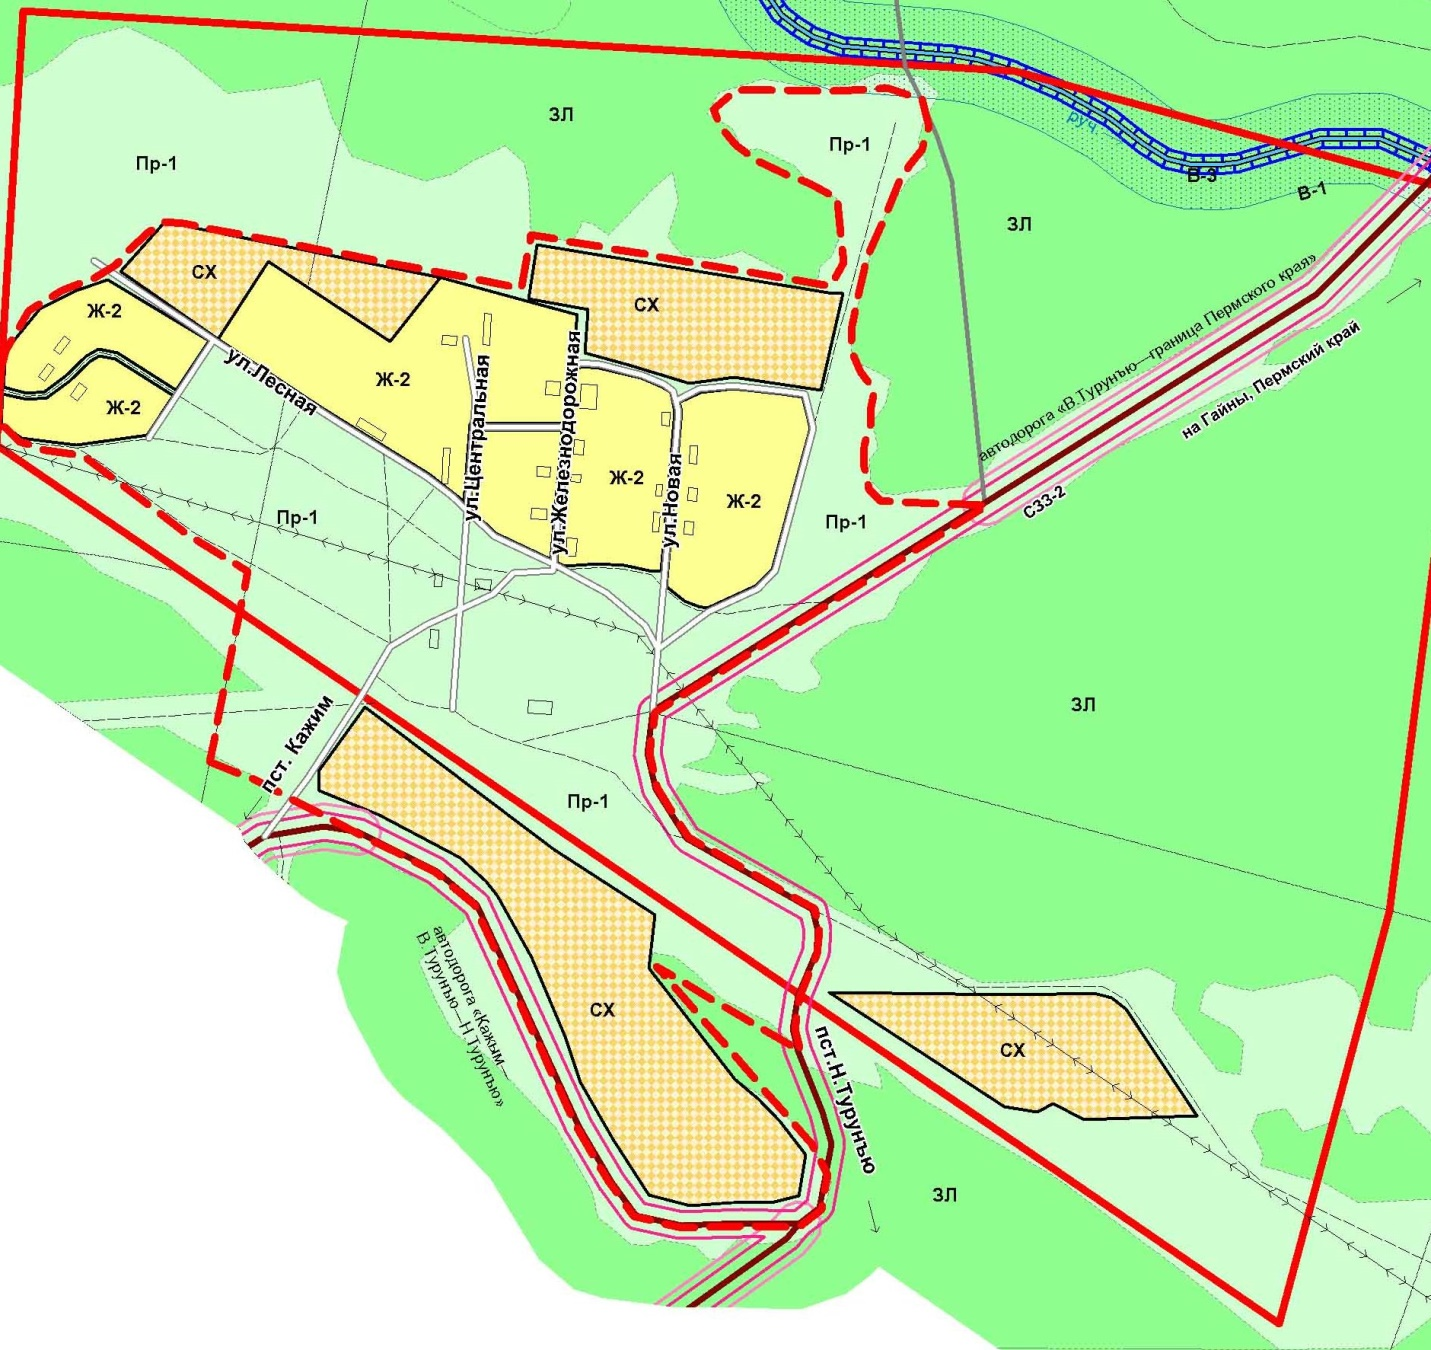 ЗЛ
Пр-1
Пр-1
руч
В-3
В-1
ЗЛ
СХ
СХ
Ж-2
Ж-2
Ж-2
ул.Лесная
ул.Центральная
ул.Железнодорожная
ул.Новая
Ж-2
Ж-2
Пр-1
Пр-1
автодорога «В.Турунъю—граница Пермского края»
на Гайны, Пермский край
СЗЗ-2
ЗЛ
пст. Кажим
Пр-1
автодорога «Кажым—
В.Турунъю—Н.Турунъю»
СХ
СХ
пст.Н.Турунъю
ЗЛ